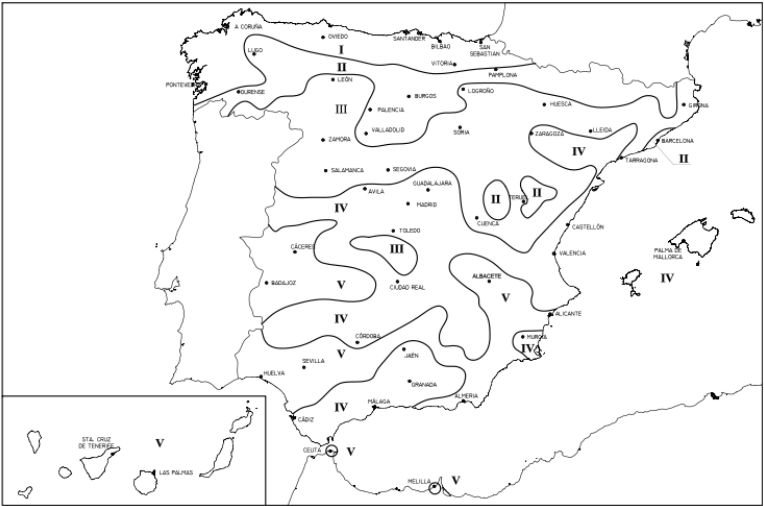 A CORUÑA
OVIEDO
SANTANDER
BILBAO
SAN
SEBASTIAN
LUGO
I
VITORIA
II
PAMPLONA
LEÓN
PONTEVEDRA
OURENSE
LOGROÑO
BURGOS
III
PALENCIA
HUESCA
GIRONA
VALLADOLID
SORIA
ZARAGOZA
LLEIDA
ZAMORA
BARCELONA
IV
TARRAGONA
II
SALAMANCA
SEGOVIA
GUADALAJARA
AVILA
II
II
TERUEL
IV
MADRID
CUENCA
CASTELLÓN
TOLEDO
CÁCERES
III
VALENCIA
PALMA DE
MALLORCA
IV
ALBACETE
BADAJOZ
V
CIUDAD REAL
V
IV
ALICANTE
CÓRDOBA
MURCIA
V
IV
JAÉN
SEVILLA
HUELVA
GRANADA
IV
MÁLAGA
ALMERIA
CÁDIZ
STA. CRUZ
DE TENERIFE
V
CEUTA
V
LAS PALMAS
MELILLA
V